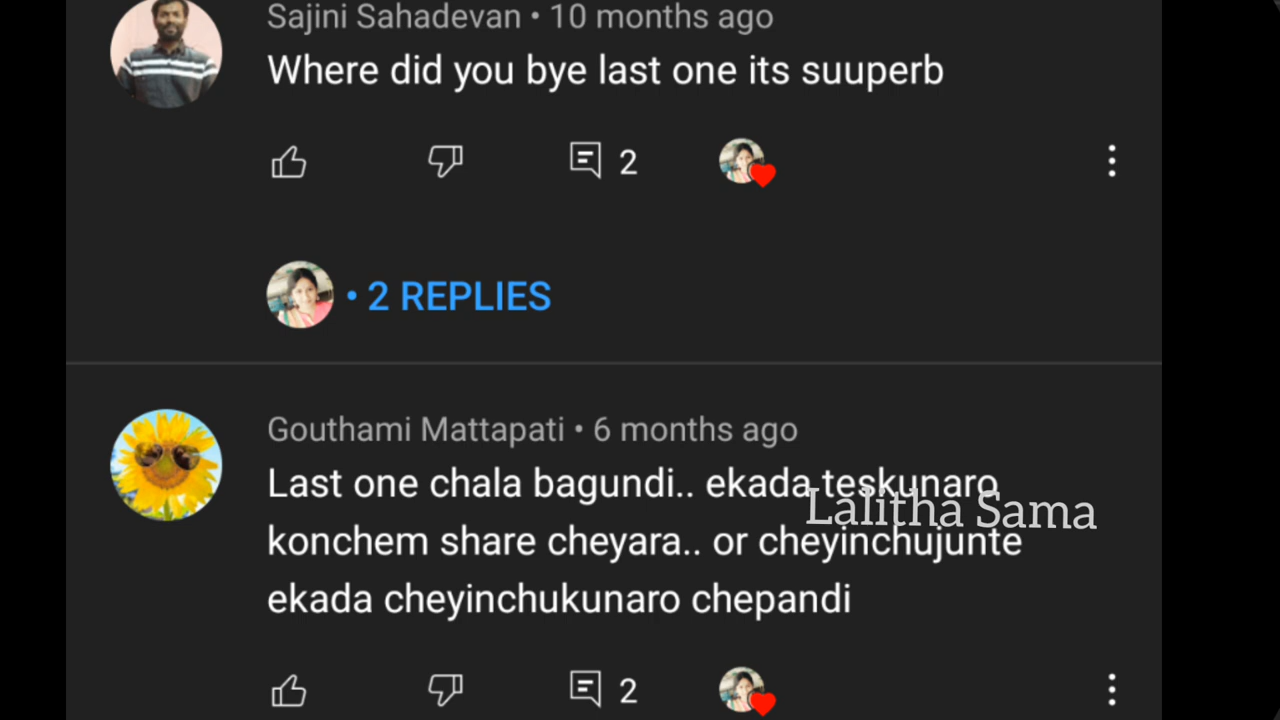 Sajini Sahadevan • 10 months ago
Where did you bye last one its suuperb
2
• 2 REPLIES
Gouthami Mattapati • 6 months ago
Last one chala bagundi.. ekada teskunaro
Lalitha Sama
konchem share cheyara.. or cheyinchujunte
ekada cheyinchukunaro chepandi
2